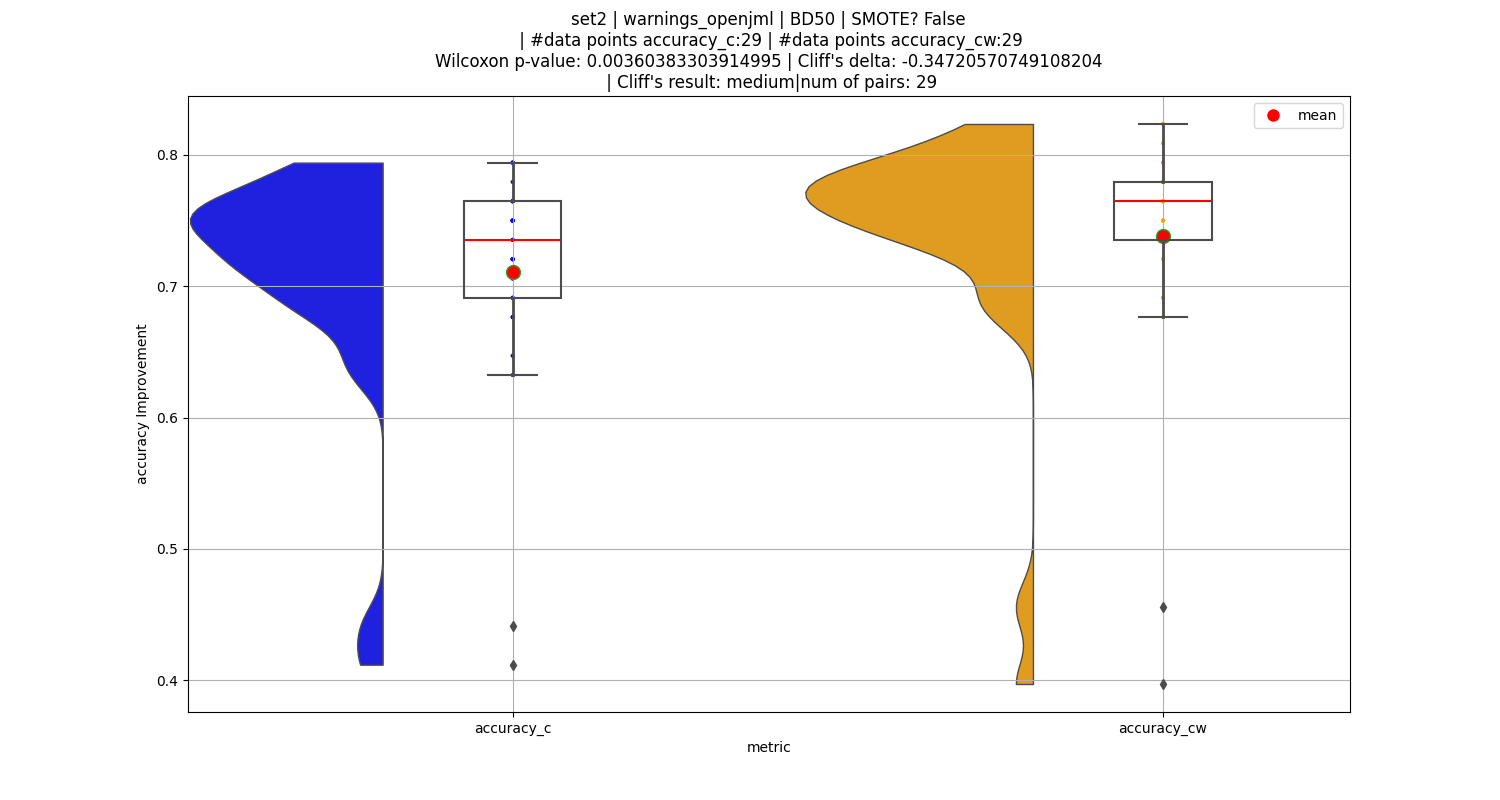 set2 | warnings_openjml | BD50 | SMOTE? False
| #data points accuracy_c:29 | #data points accuracy_cw:29
Wilcoxon p-value: 0.00360383303914995 | Cliff's delta: -0.34720570749108204
| Cliff's result: medium|num of pairs: 29
mean
0.8
0.7
0.6
0.5
0.4
accuracy Improvement
accuracy_c
accuracy_cw
metric